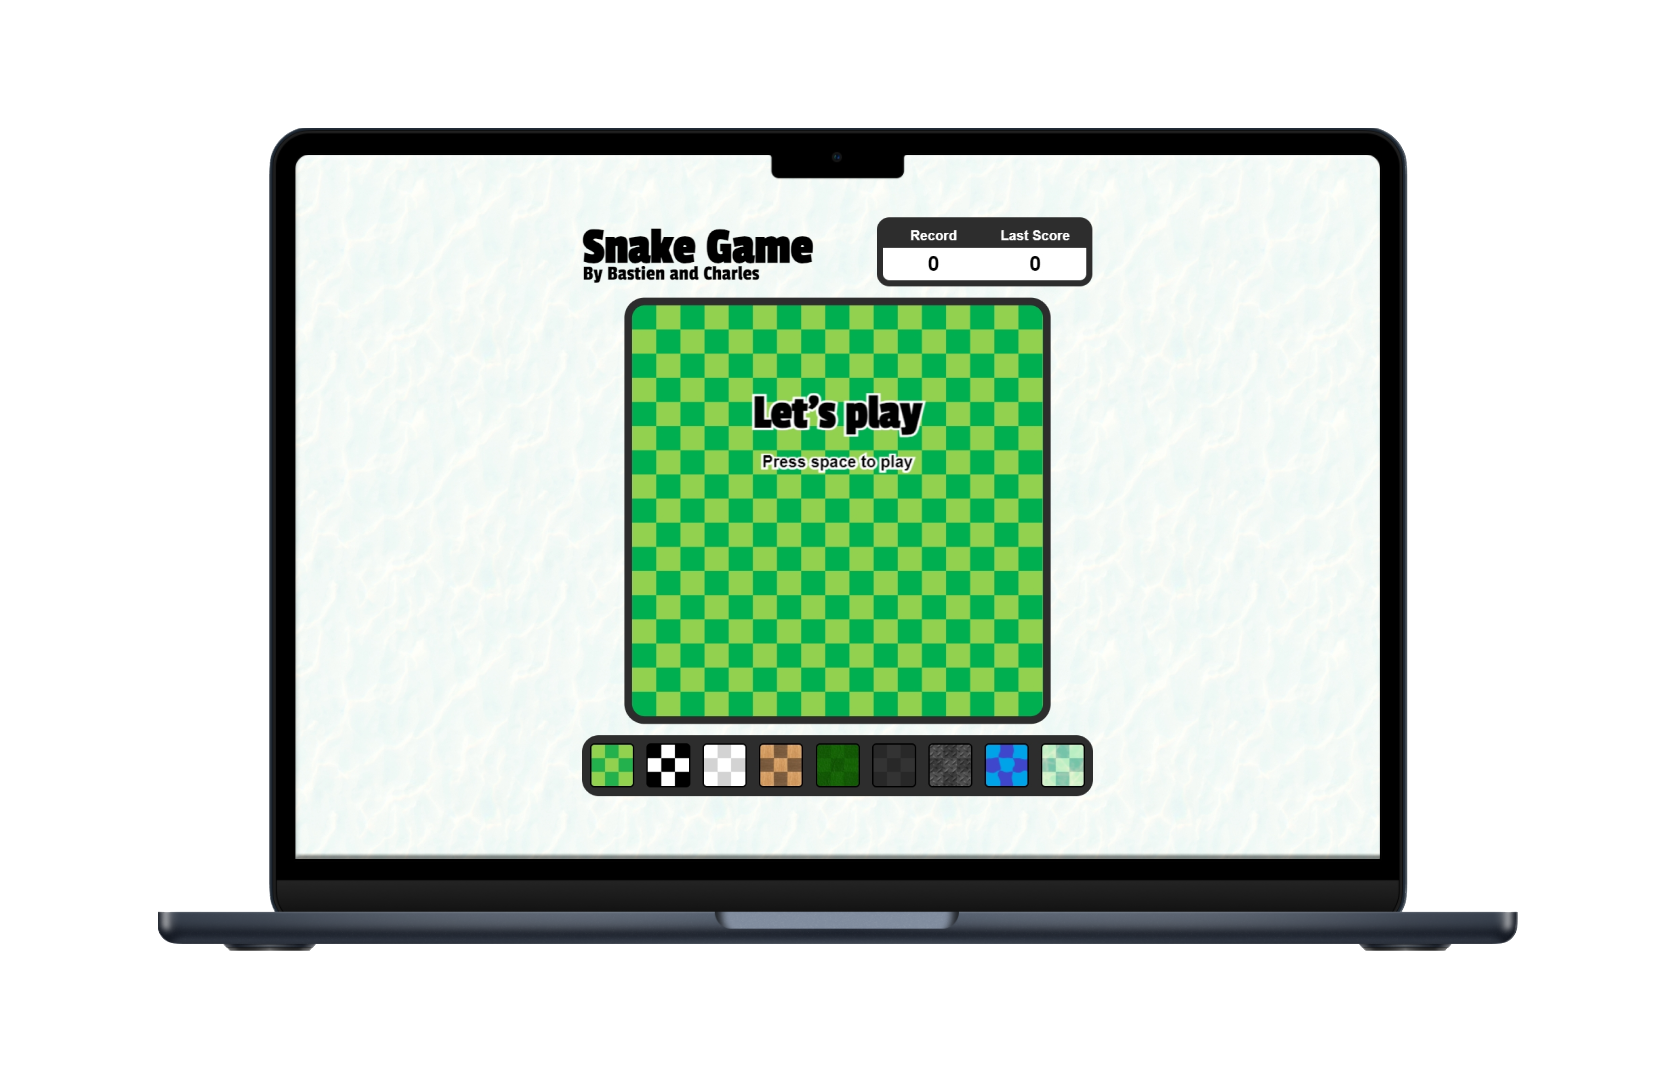 Snake Game
By Bastien and Charles
Record Last Score
0 0
Let's play
Press space to play